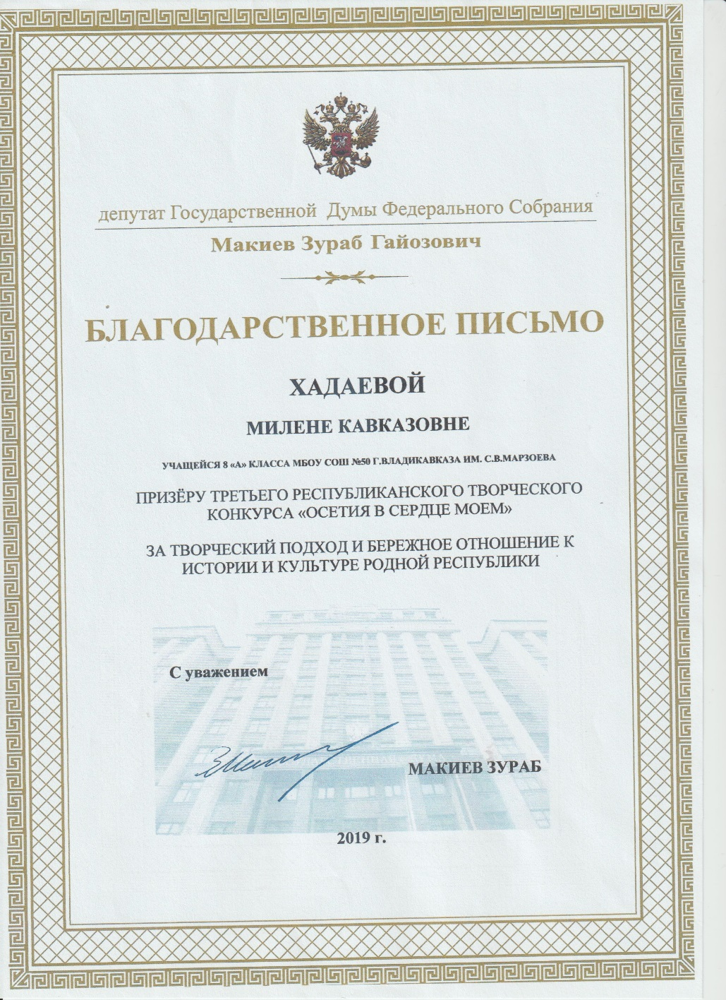 депутат Государственной Думы Федерального Собрания
Макиев Зураб Гайозович
БЛАГОДАРСТВЕННОЕ ПИСЬМО
ХАДАЕВОЙ
МИЛЕНЕ КАВКАЗОВНЕ
УЧАЩЕЙСЯ 8 «А» КЛАССА МБОУ СОШ №50 Г.ВЛАДИКАВКАЗА ИМ. С.В.МАРЗОЕВА
ПРИЗЁРУ ТРЕТЬЕГО РЕСПУБЛИКАНСКОГО ТВОРЧЕСКОГО
КОНКУРСА «ОСЕТИЯ В СЕРДЦЕ МОЕМ»
ЗА ТВОРЧЕСКИЙ ПОДХОД И БЕРЕЖНОЕ ОТНОШЕНИЕ К
ИСТОРИИ И КУЛЬТУРЕ РОДНОЙ РЕСПУБЛИКИ
С уважением
МАКИЕВ ЗУРАБ
2019 г.